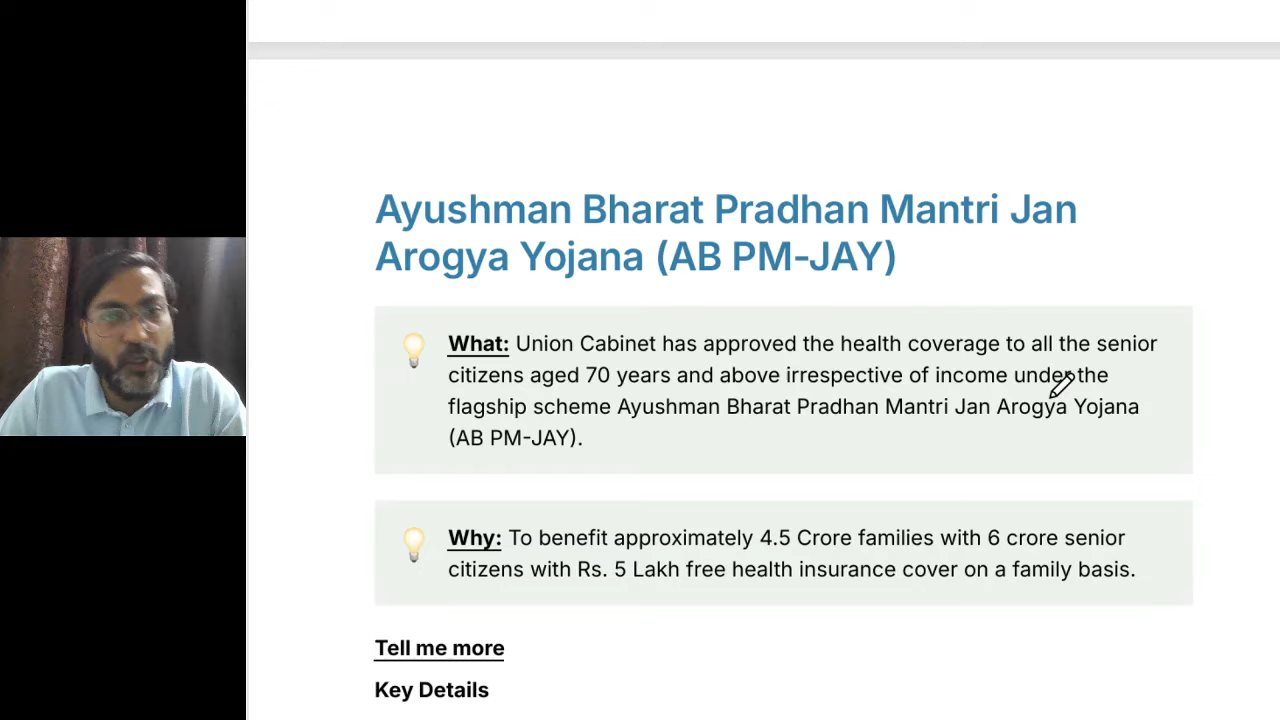 Ayushman Bharat Pradhan Mantri Jan
Arogya Yojana (AB PM-JAY)
What: Union Cabinet has approved the health coverage to all the senior
citizens aged 70 years and above irrespective of income under the
flagship scheme Ayushman Bharat Pradhan Mantri Jan Arogya Yojana
(AB PM-JAY).
Why: To benefit approximately 4.5 Crore families with 6 crore senior
citizens with Rs. 5 Lakh free health insurance cover on a family basis.
Tell me more
Key Details